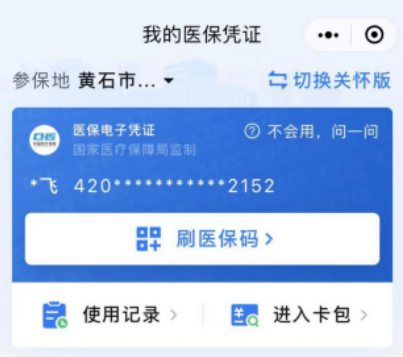 我的医保凭证
参保地 黄石市... 切换关怀版
CHS 医保电子凭证 不会用，问一问
国家医疗保障局监制
*飞 420***********2152
刷医保码
使用记录 进入卡包